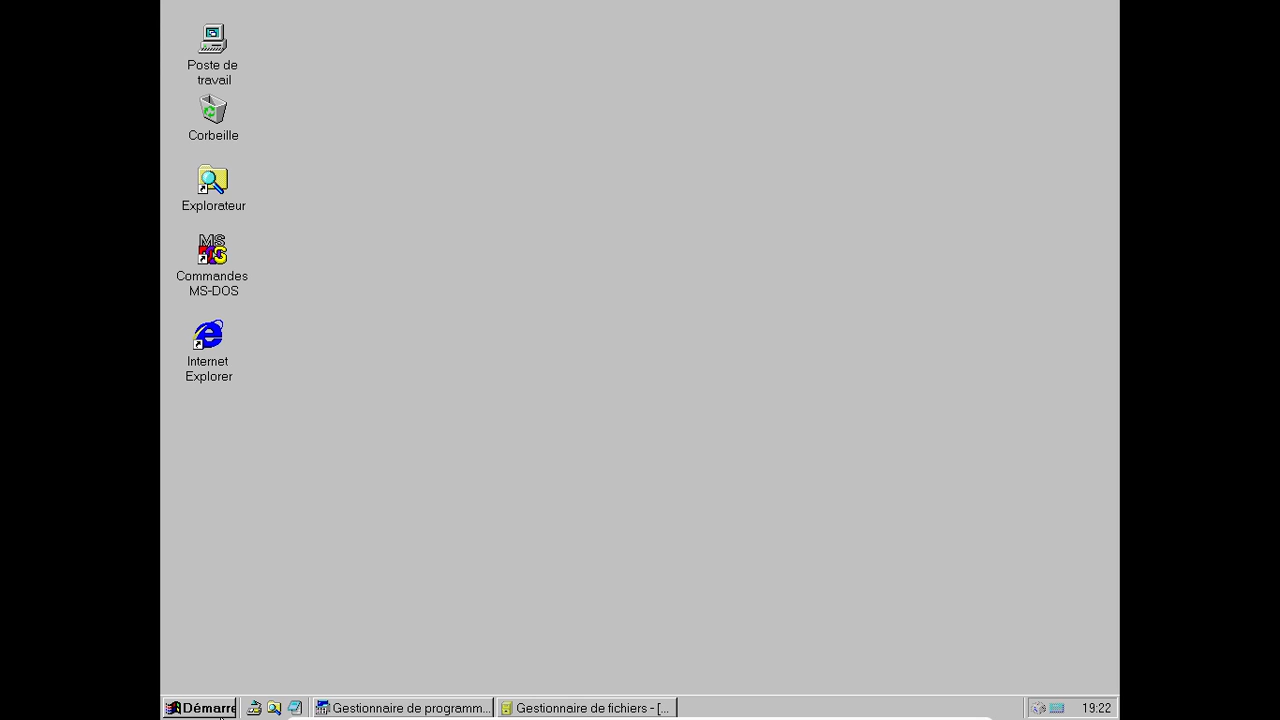 Poste de
travail
Corbeille
Explorateur
MS
Commandes
MS-DOS
Internet
Explorer
Démarre
Gestionnaire de programm...
Gestionnaire de fichiers - [...
19:22